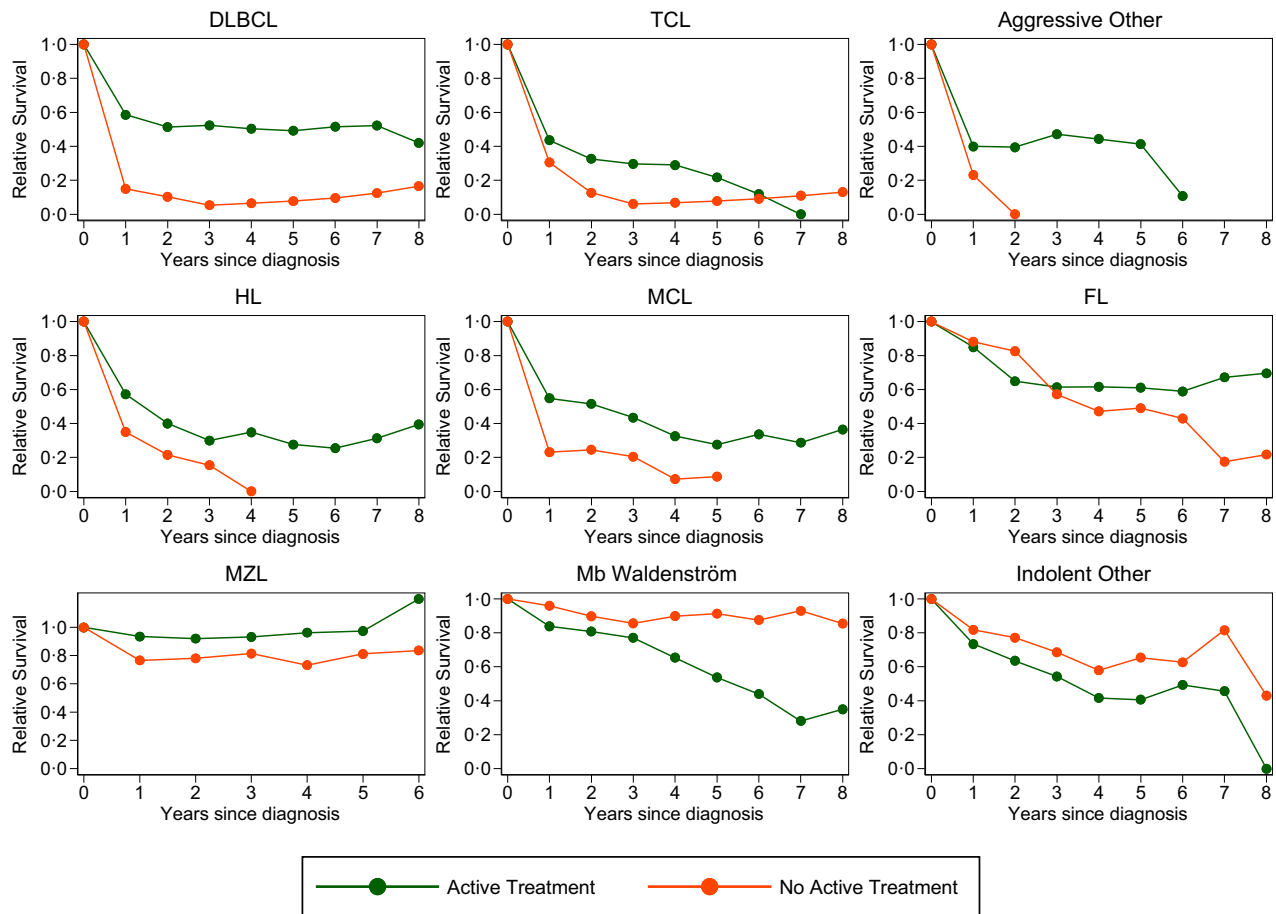 DLBCL
Relative Survival
1·0
0·8
0·6
0·4
0·2
0·0
0 1 2 3 4 5 6 7 8
Years since diagnosis
TCL
Relative Survival
1·0
0·8
0·6
0·4
0·2
0·0
0 1 2 3 4 5 6 7 8
Years since diagnosis
Aggressive Other
Relative Survival
1·0
0·8
0·6
0·4
0·2
0·0
0 1 2 3 4 5 6 7 8
Years since diagnosis
HL
Relative Survival
1·0
0·8
0·6
0·4
0·2
0·0
0 1 2 3 4 5 6 7 8
Years since diagnosis
MCL
Relative Survival
1·0
0·8
0·6
0·4
0·2
0·0
0 1 2 3 4 5 6 7 8
Years since diagnosis
FL
Relative Survival
1·0
0·8
0·6
0·4
0·2
0·0
0 1 2 3 4 5 6 7 8
Years since diagnosis
MZL
Relative Survival
1·0
0·8
0·6
0·4
0·2
0·0
0 1 2 3 4 5 6
Years since diagnosis
Mb Waldenström
Relative Survival
1·0
0·8
0·6
0·4
0·2
0·0
0 1 2 3 4 5 6 7 8
Years since diagnosis
Indolent Other
Relative Survival
1·0
0·8
0·6
0·4
0·2
0·0
0 1 2 3 4 5 6 7 8
Years since diagnosis
Active Treatment
No Active Treatment